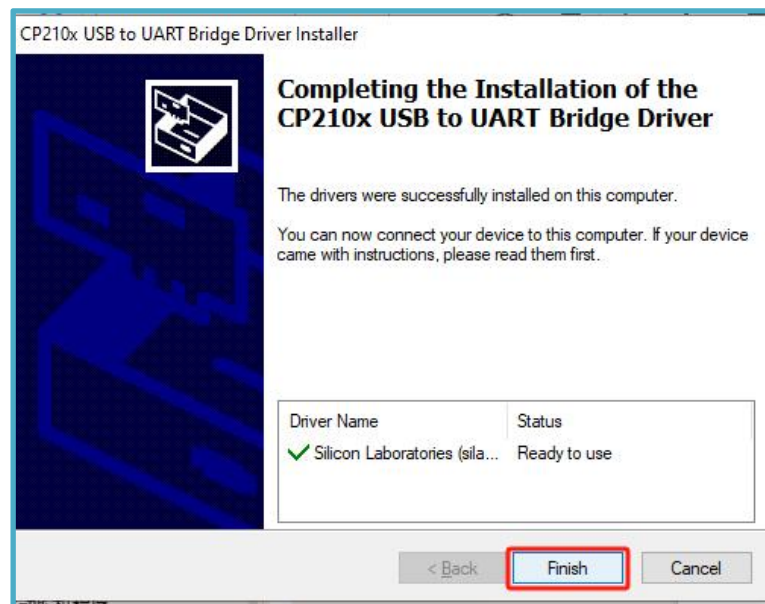 CP210x USB to UART Bridge Driver Installer
Completing the Installation of the
CP210x USB to UART Bridge Driver
The drivers were successfully installed on this computer.
You can now connect your device to this computer. If your device
came with instructions, please read them first.
Driver Name Status
Silicon Laboratories (sila... Ready to use
< Back Finish Cancel